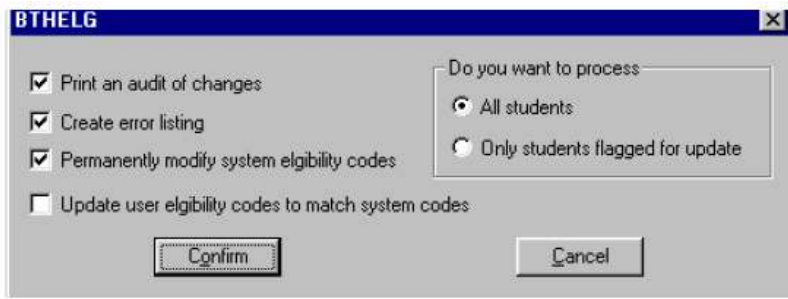 BTHELG
Print an audit of changes
Create error listing
Permanently modify system elgibility codes
Update user elgibility codes to match system codes
Do you want to process
All students
Only students flagged for update
Confirm
Cancel